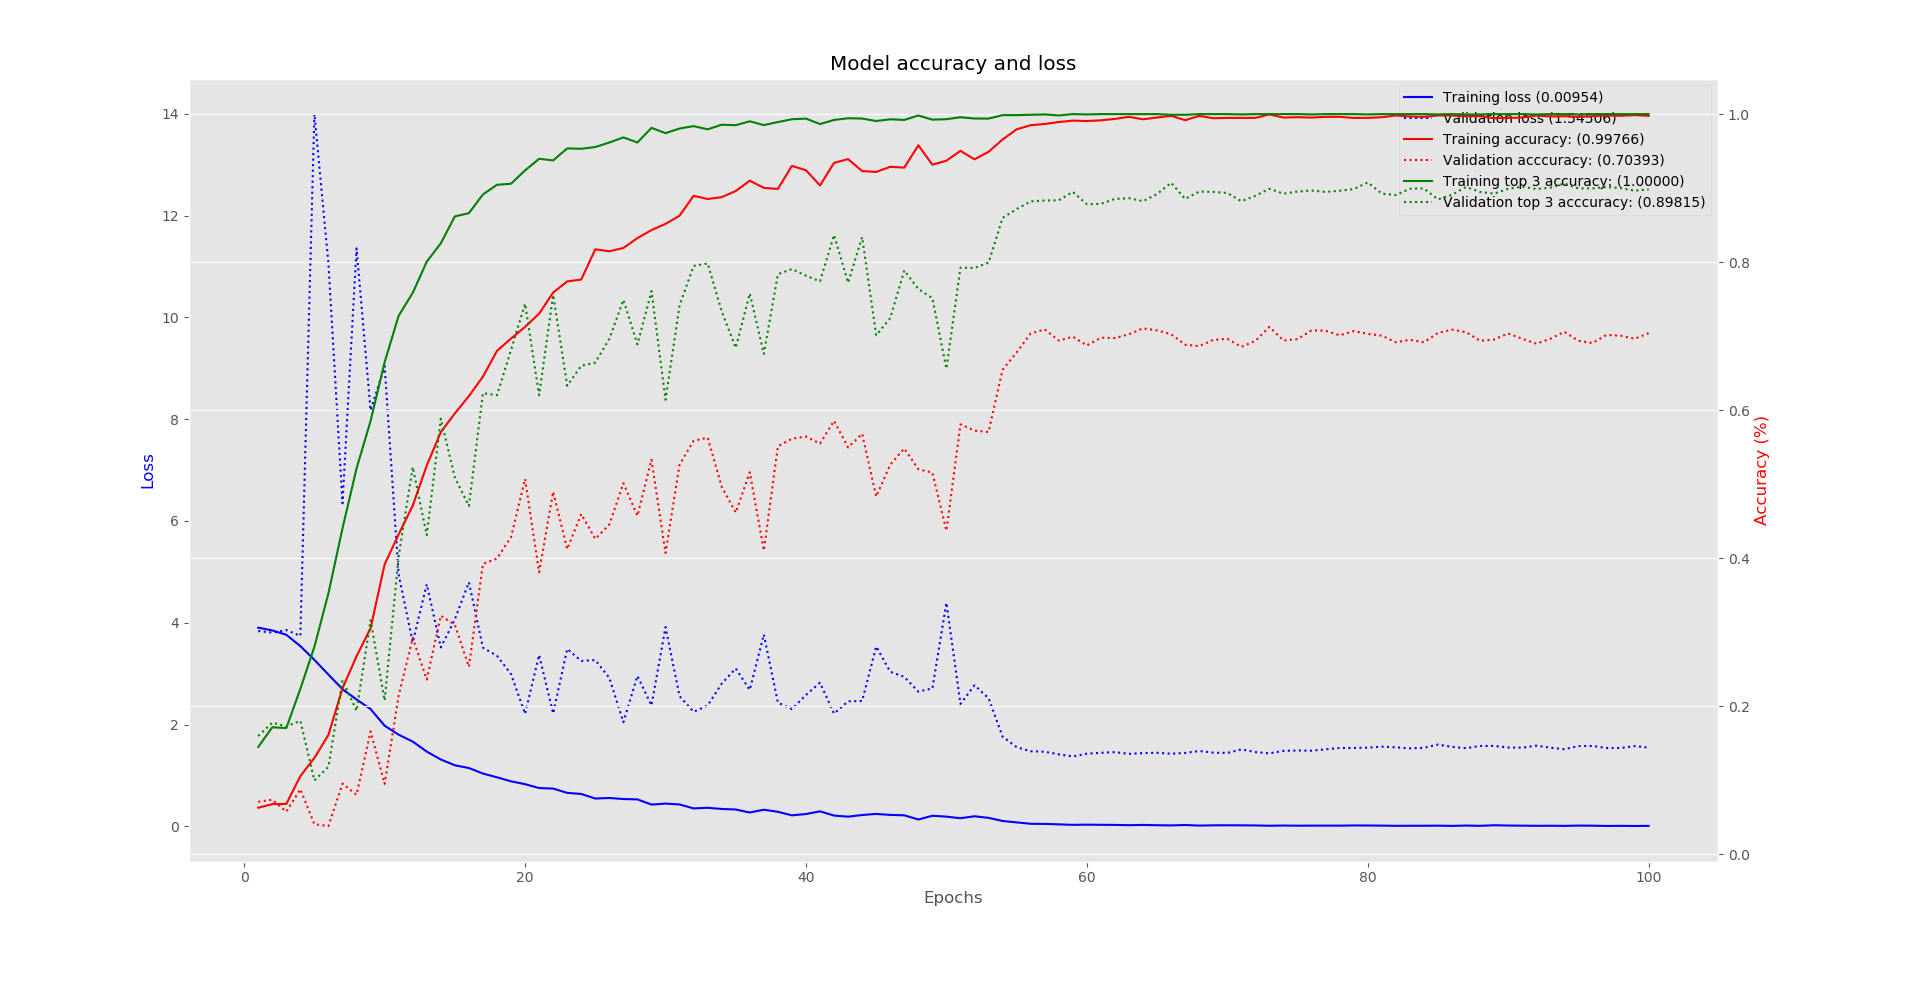 Model accuracy and loss
Training loss (0.00954)
Validation loss (1.54506)
Training accuracy: (0.99766)
Validation acccuracy: (0.70393)
Training top 3 accuracy: (1.00000)
Validation top 3 acccuracy: (0.89815)
14
12
10
8
6
4
2
0
Loss
1.0
0.8
0.6
0.4
0.2
0.0
Accuracy (%)
0
20
40
60
80
100
Epochs